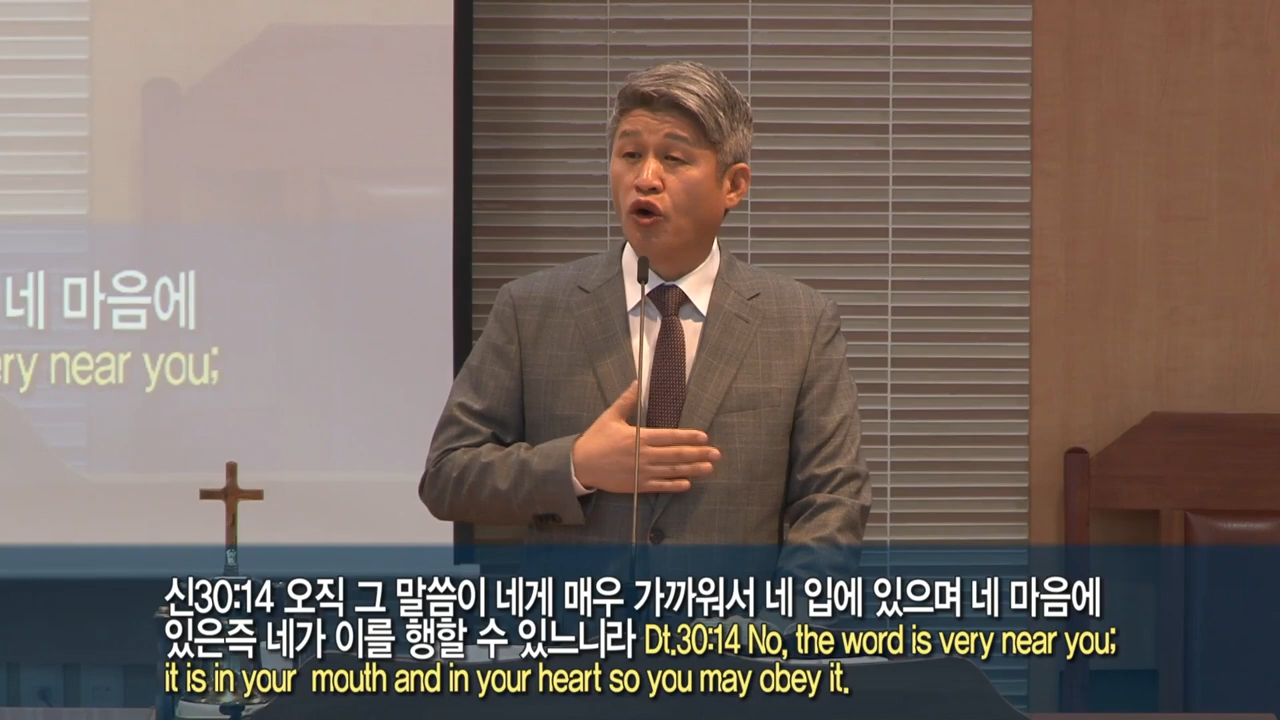 네 마음에
ery near you;
신30:14 오직 그 말씀이 네게 매우 가까워서 네 입에 있으며 네 마음에
있은즉 네가 이를 행할 수 있느니라 Dt.30:14 No, the word is very near you;
it is in your mouth and in your heart so you may obey it.